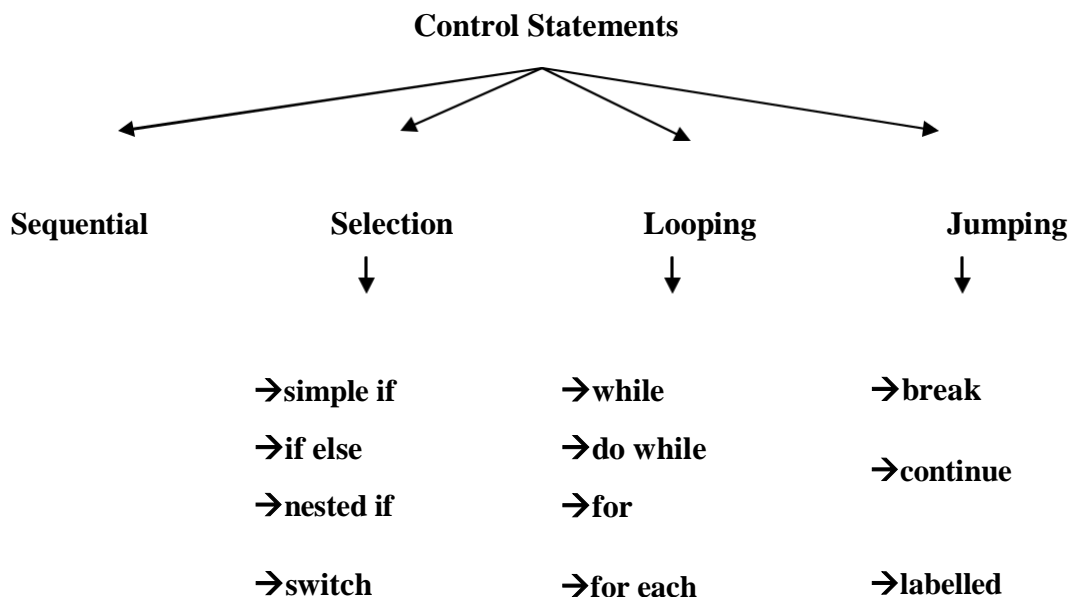 Control Statements
Sequential Selection Looping Jumping
→simple if →while →break
→if else →do while →continue
→nested if →for
→switch →for each →labelled